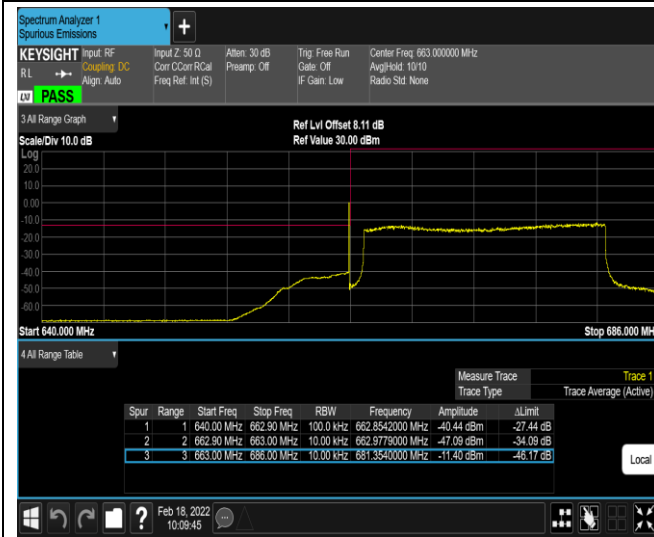 Spectrum Analyzer 1
Spurious Emissions
+
KEYSIGHT Input: RF Input Z: 50 Ω Atten: 30 dB Trig: Free Run Center Freq: 663.000000 MHz
RL Coupling: DC Corr CCorr RCal Preamp: Off Gate: Off Avg|Hold: 10/10
Align: Auto Freq Ref: Int (S) IF Gain: Low Radio Std: None
LXI PASS
3 All Range Graph
Ref Lvl Offset 8.11 dB
Scale/Div 10.0 dB Ref Value 30.00 dBm
Log
20.0
10.0
0.00
-10.0
-20.0
-30.0
-40.0
-50.0
-60.0
Start 640.000 MHz Stop 686.000 MH
4 All Range Table
Measure Trace Trace 1
Trace Type Trace Average (Active)
Spur Range Start Freq Stop Freq RBW Frequency Amplitude ΔLimit
1 1 640.00 MHz 662.90 MHz 100.0 kHz 662.8542000 MHz -40.44 dBm -27.44 dB
2 2 662.90 MHz 663.00 MHz 10.00 kHz 662.9779000 MHz -47.09 dBm -34.09 dB
3 3 663.00 MHz 686.00 MHz 10.00 kHz 681.3540000 MHz -11.40 dBm -46.17 dB
Local
? Feb 18, 2022
10:09:45